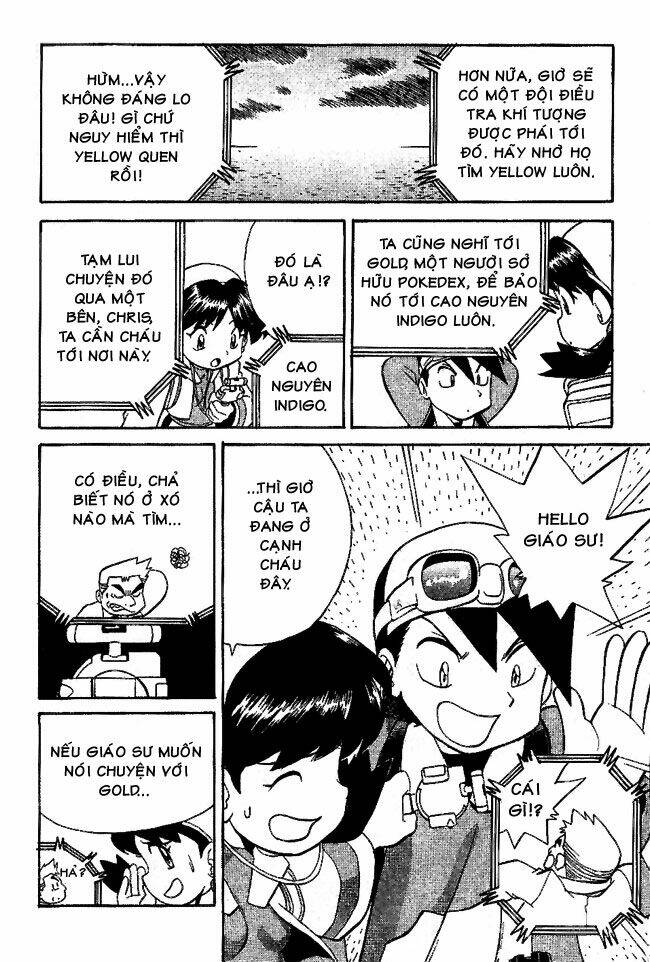 HƠN NỮA, GIỜ SẼ
CÓ MỘT ĐỘI ĐIỀU
TRA KHÍ TƯỢNG
ĐƯỢC PHÁI TỚI
ĐÓ. HÃY NHỜ HỌ
TÌM YELLOW LUÔN.
HỪM...VẬY
KHÔNG ĐÁNG LO
ĐÂU! GÌ CHỨ
NGUY HIỂM THÌ
YELLOW QUEN
RỒI!
TA CŨNG NGHĨ TỚI
GOLD, MỘT NGƯỜI SỞ
HỮU POKEDEX, ĐỂ BẢO
NÓ TỚI CAO NGUYÊN
INDIGO LUÔN.
ĐÓ LÀ
ĐÂU Ạ!?
CAO
NGUYÊN
INDIGO.
TẠM LUI
CHUYỆN ĐÓ
QUA MỘT
BÊN, CHRIS,
TA CẦN CHÁU
TỚI NƠI NÀY.
CÓ ĐIỀU, CHẢ
BIẾT NÓ Ở XÓ
NÀO MÀ TÌM...
NẾU GIÁO SƯ MUỐN
NÓI CHUYỆN VỚI
GOLD...
HẢ?
HELLO
GIÁO SƯ!
...THÌ GIỜ
CẬU TA
ĐANG Ở
CẠNH
CHÁU
ĐÂY.
CÁI
GÌ!?